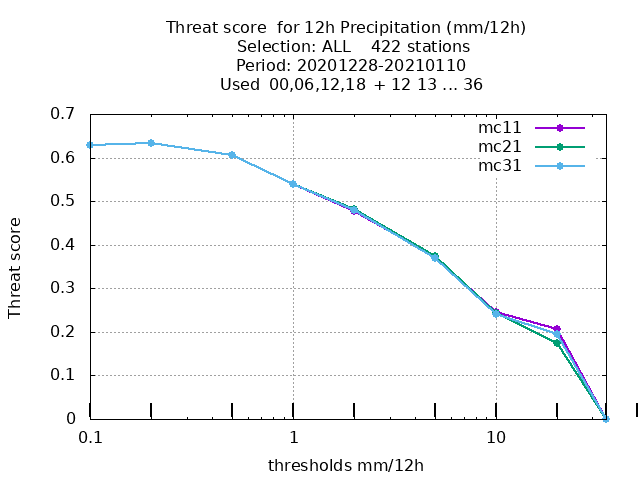 Threat score  for 12h Precipitation (mm/12h)
Selection: ALL    422 stations
Period: 20201228-20210110
Used  00,06,12,18  + 12 13 ... 36
0.7
0.6
0.5
0.4
0.3
0.2
0.1
0
Threat score
mc11
mc21
mc31
0.1
1
10
thresholds mm/12h